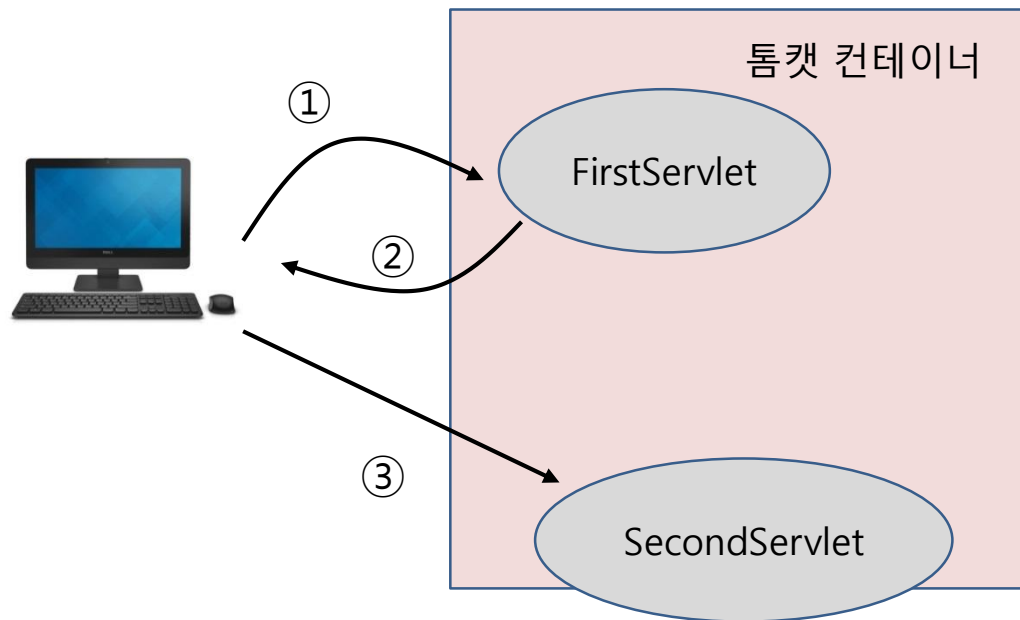 톰캣 컨테이너
①
FirstServlet
②
③
SecondServlet